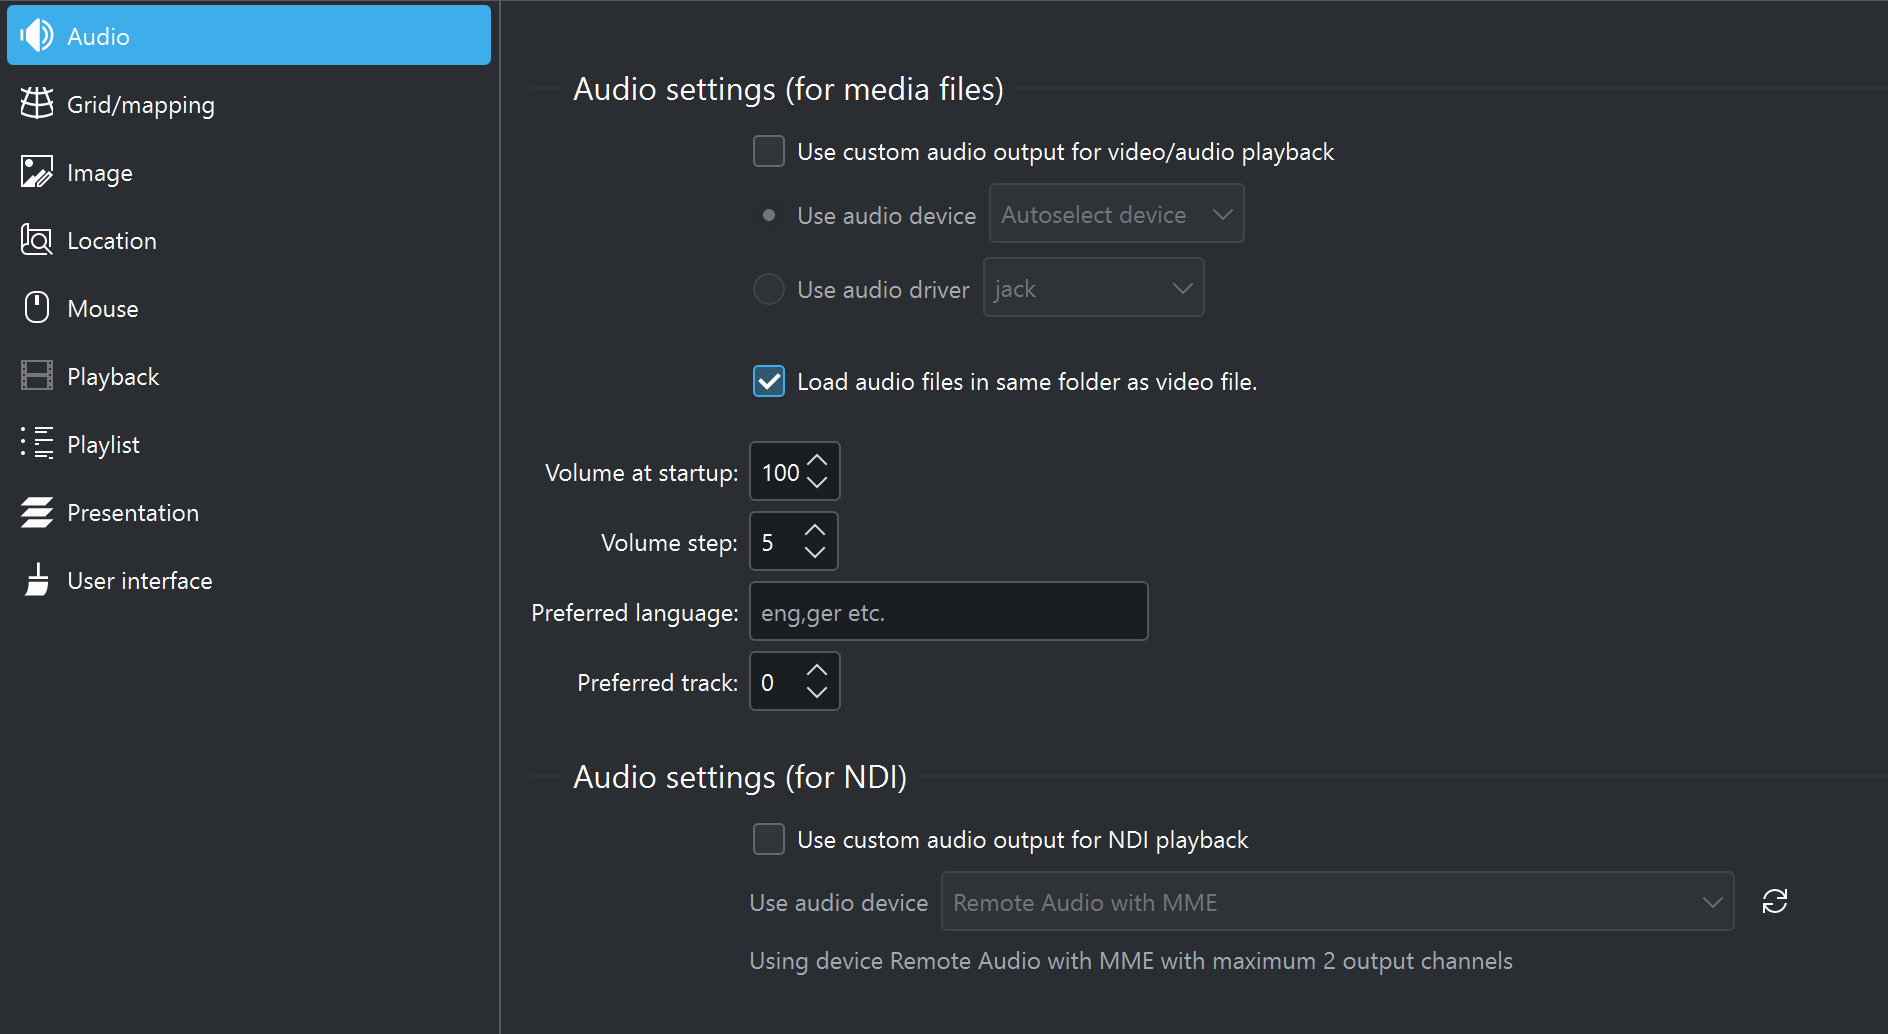 Audio
Grid/mapping
Image
Location
Mouse
Playback
Playlist
Presentation
User interface
Audio settings (for media files)
Use custom audio output for video/audio playback
Use audio device Autoselect device
Use audio driver jack
Load audio files in same folder as video file.
Volume at startup: 100
Volume step: 5
Preferred language: eng,ger etc.
Preferred track: 0
Audio settings (for NDI)
Use custom audio output for NDI playback
Use audio device Remote Audio with MME
Using device Remote Audio with MME with maximum 2 output channels